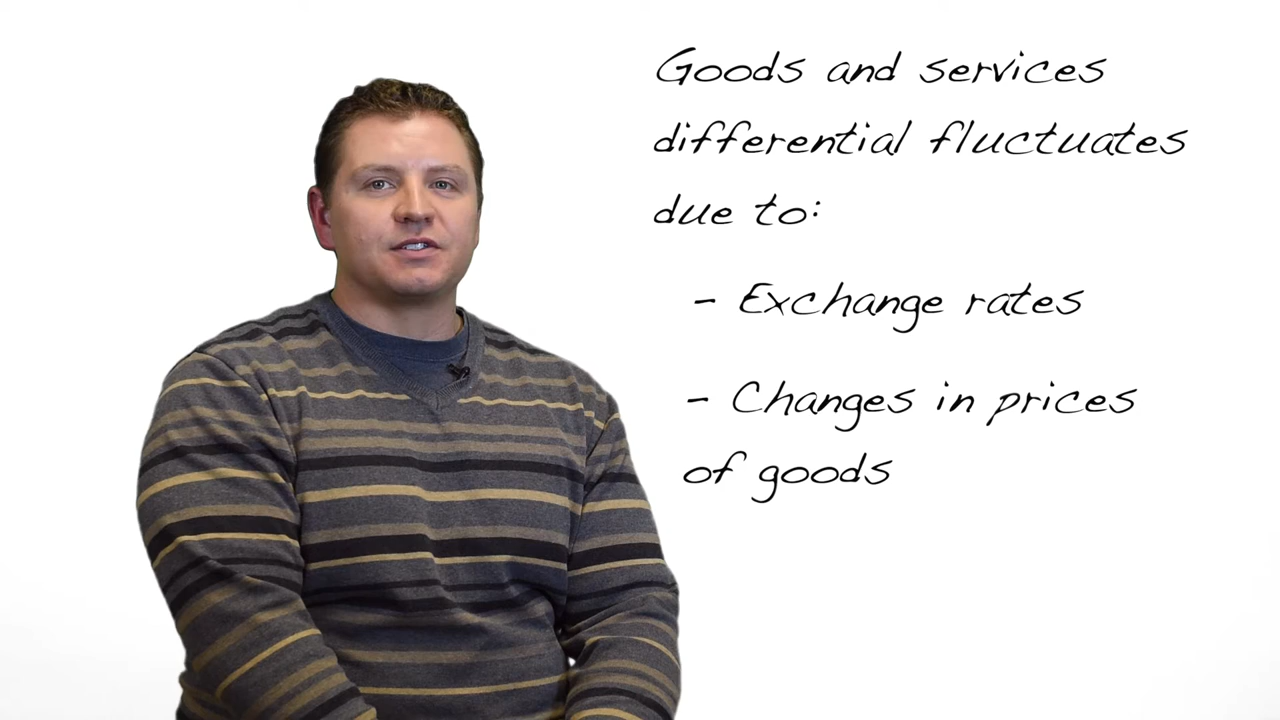 Goods and services
differential fluctuates
due to:
- Exchange rates
- Changes in prices
of goods